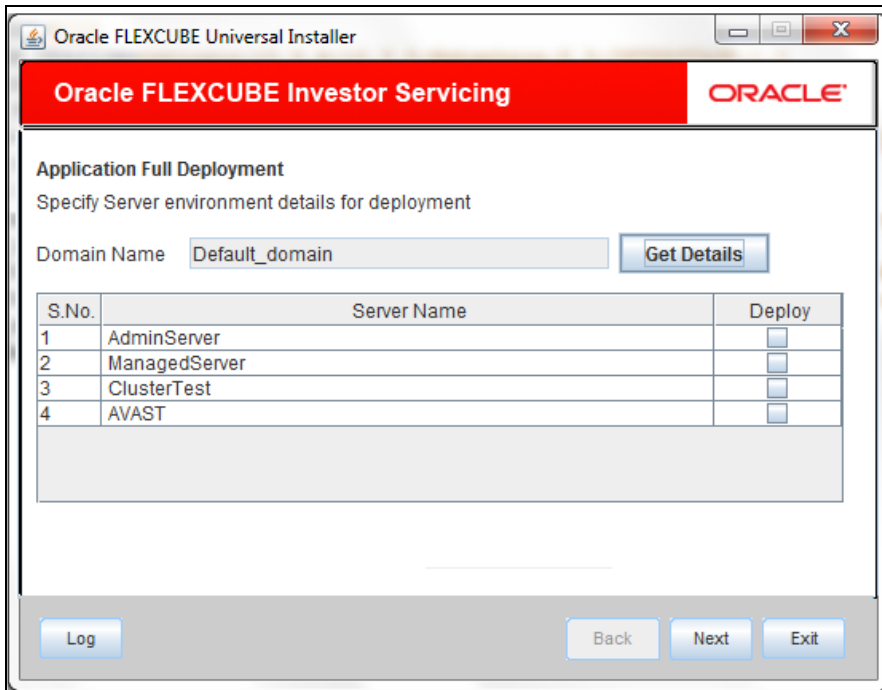 Oracle FLEXCUBE Universal Installer
Oracle FLEXCUBE Investor Servicing ORACLE
Application Full Deployment
Specify Server environment details for deployment
Domain Name Default_domain Get Details
S.No. Server Name Deploy
1 AdminServer
2 ManagedServer
3 ClusterTest
4 AVAST
Log Back Next Exit